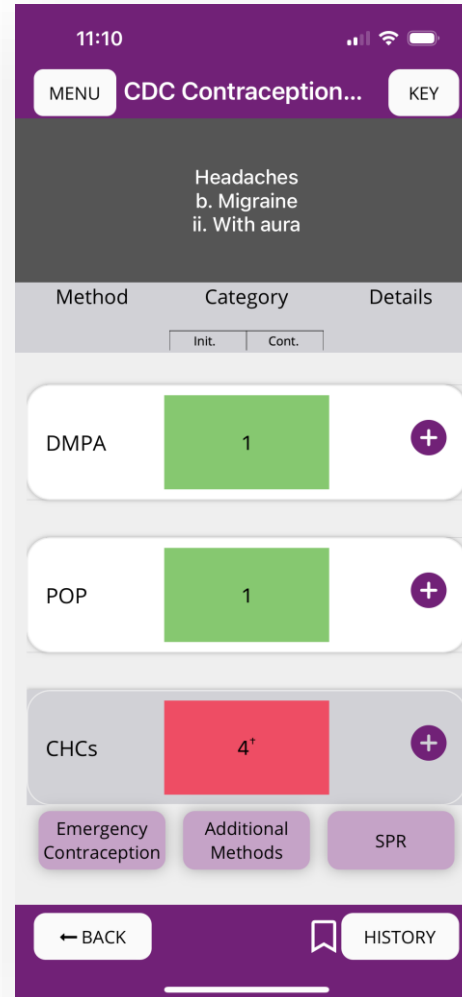 11:10
MENU CDC Contraception... KEY
Headaches
b. Migraine
ii. With aura
Method Category Details
Init. Cont.
DMPA 1 +
POP 1 +
CHCs 4† +
Emergency Contraception
Additional Methods
SPR
← BACK
HISTORY